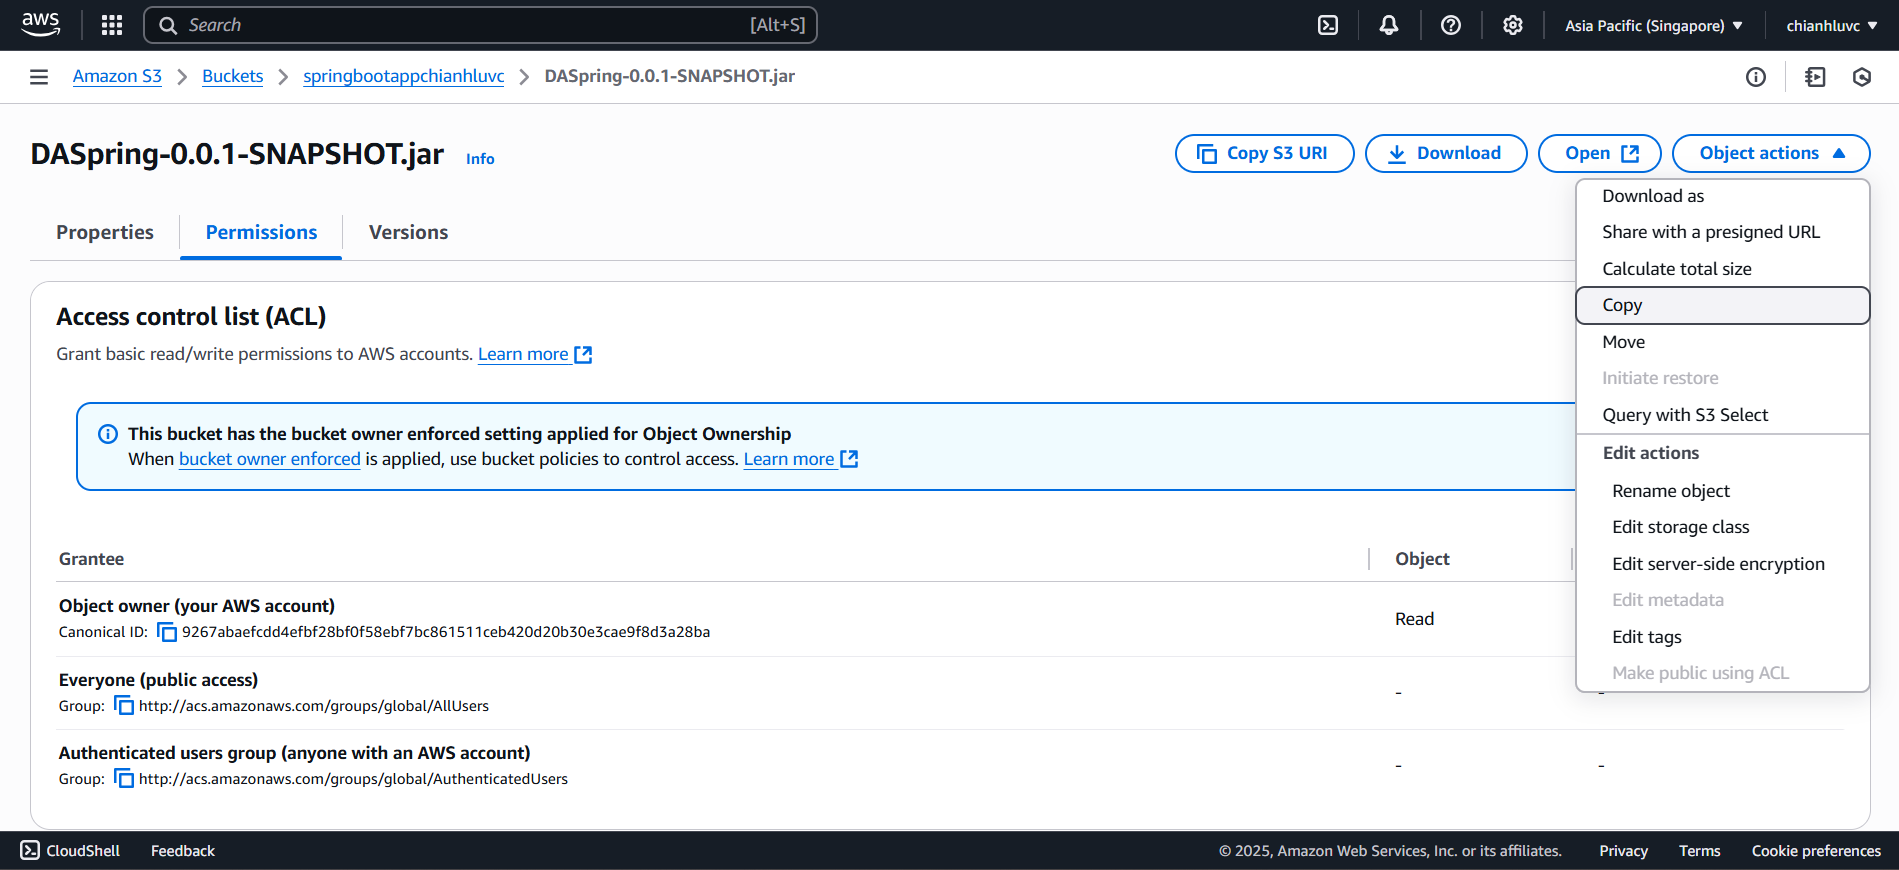 aws
Search [Alt+S]
Asia Pacific (Singapore)
chianhluvc
Amazon S3 > Buckets > springbootappchianhluvc > DASpring-0.0.1-SNAPSHOT.jar
DASpring-0.0.1-SNAPSHOT.jar Info
Copy S3 URI
Download
Open
Object actions
Download as
Share with a presigned URL
Calculate total size
Copy
Move
Initiate restore
Query with S3 Select
Edit actions
Rename object
Edit storage class
Edit server-side encryption
Edit metadata
Edit tags
Make public using ACL
Properties
Permissions
Versions
Access control list (ACL)
Grant basic read/write permissions to AWS accounts. Learn more
This bucket has the bucket owner enforced setting applied for Object Ownership
When bucket owner enforced is applied, use bucket policies to control access. Learn more
Grantee Object
Object owner (your AWS account)
Canonical ID: 9267abaefcdd4efbf28bf0f58ebf7bc861511ceb420d20b30e3cae9f8d3a28ba
Read
Everyone (public access)
Group: http://acs.amazonaws.com/groups/global/AllUsers
- -
Authenticated users group (anyone with an AWS account)
Group: http://acs.amazonaws.com/groups/global/AuthenticatedUsers
- -
CloudShell Feedback
© 2025, Amazon Web Services, Inc. or its affiliates. Privacy Terms Cookie preferences